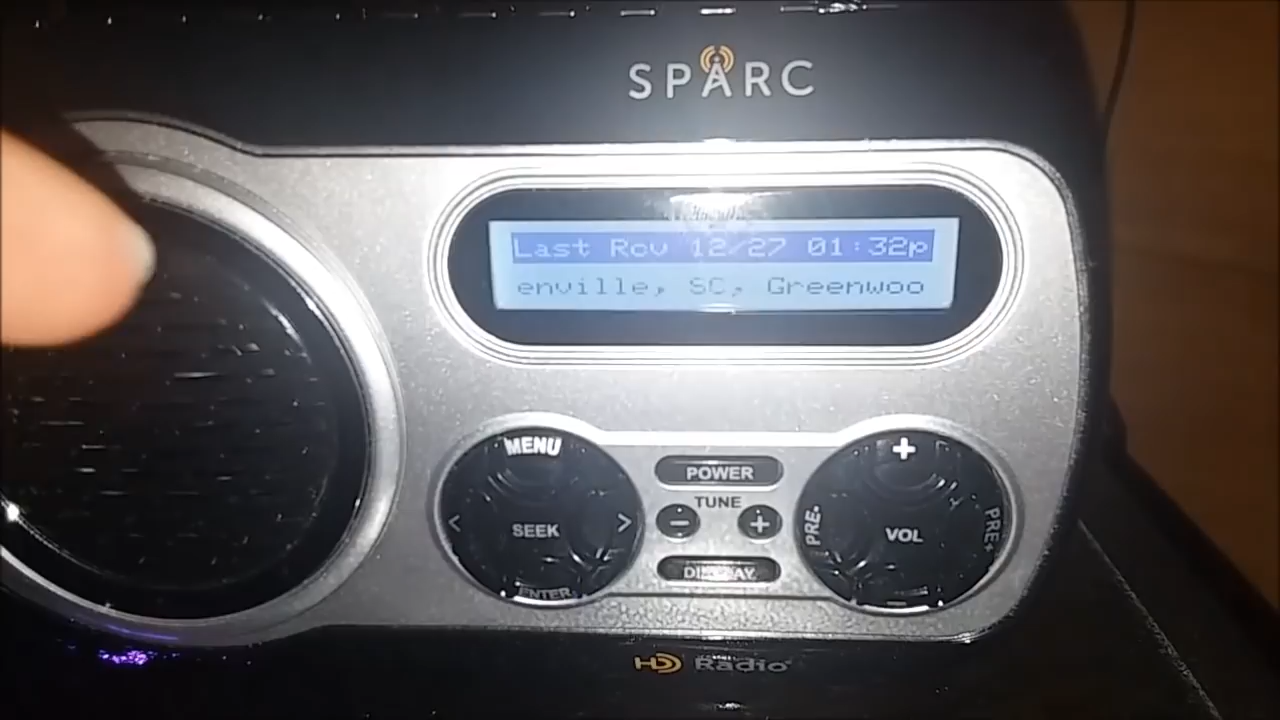 SPARC
Last Rcv 12/27 01:32p
enville, SC, Greenwoo
MENU
< SEEK >
ENTER
POWER
TUNE
- +
DISPLAY
+
PRE- VOL PRE+
-
HD Radio